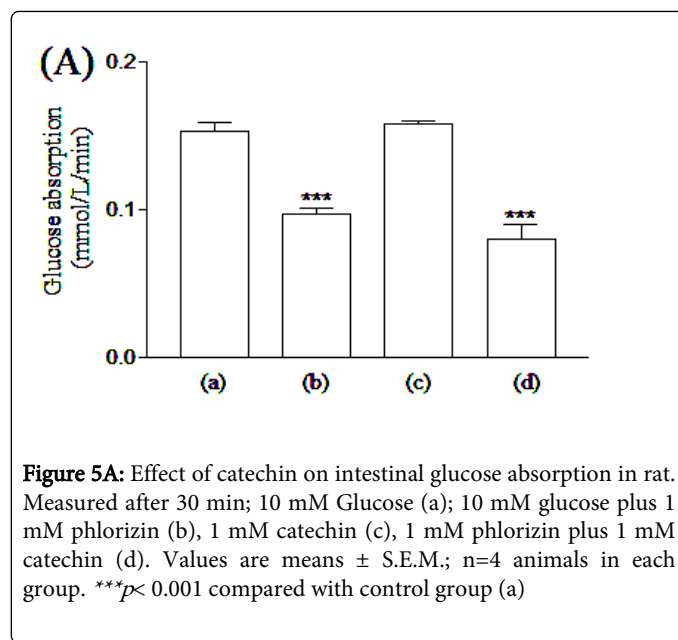 (A)
0.2
0.1
0.0
Glucose absorption
(mmol/L/min)
***
***
(a) (b) (c) (d)
Figure 5A: Effect of catechin on intestinal glucose absorption in rat.
Measured after 30 min; 10 mM Glucose (a); 10 mM glucose plus 1
mM phlorizin (b), 1 mM catechin (c), 1 mM phlorizin plus 1 mM
catechin (d). Values are means ± S.E.M.; n=4 animals in each
group. ***p< 0.001 compared with control group (a)